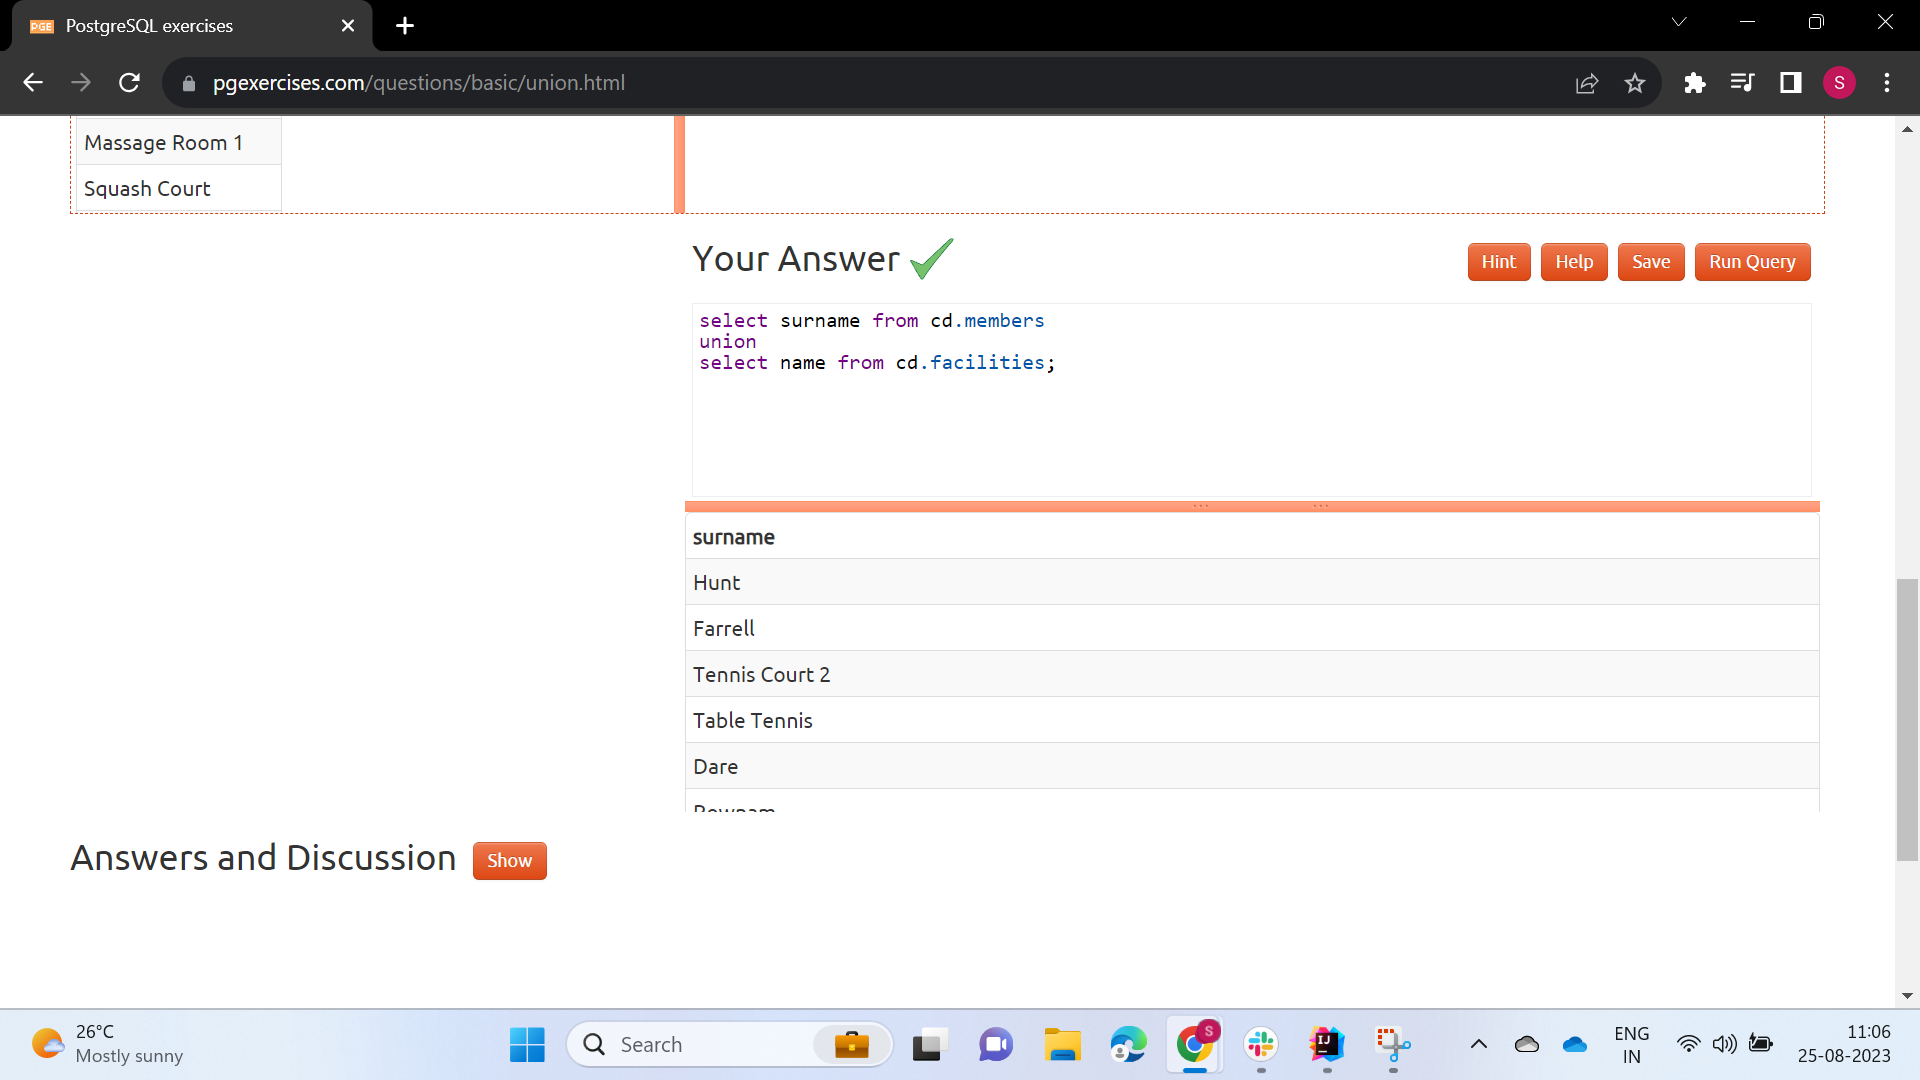 PGE PostgreSQL exercises
pgexercises.com/questions/basic/union.html
S
Massage Room 1
Squash Court
Your Answer
Hint Help Save Run Query
select surname from cd.members
union
select name from cd.facilities;
surname
Hunt
Farrell
Tennis Court 2
Table Tennis
Dare
Answers and Discussion Show
26°C
Mostly sunny
Search
S
IJ
ENG
IN
11:06
25-08-2023